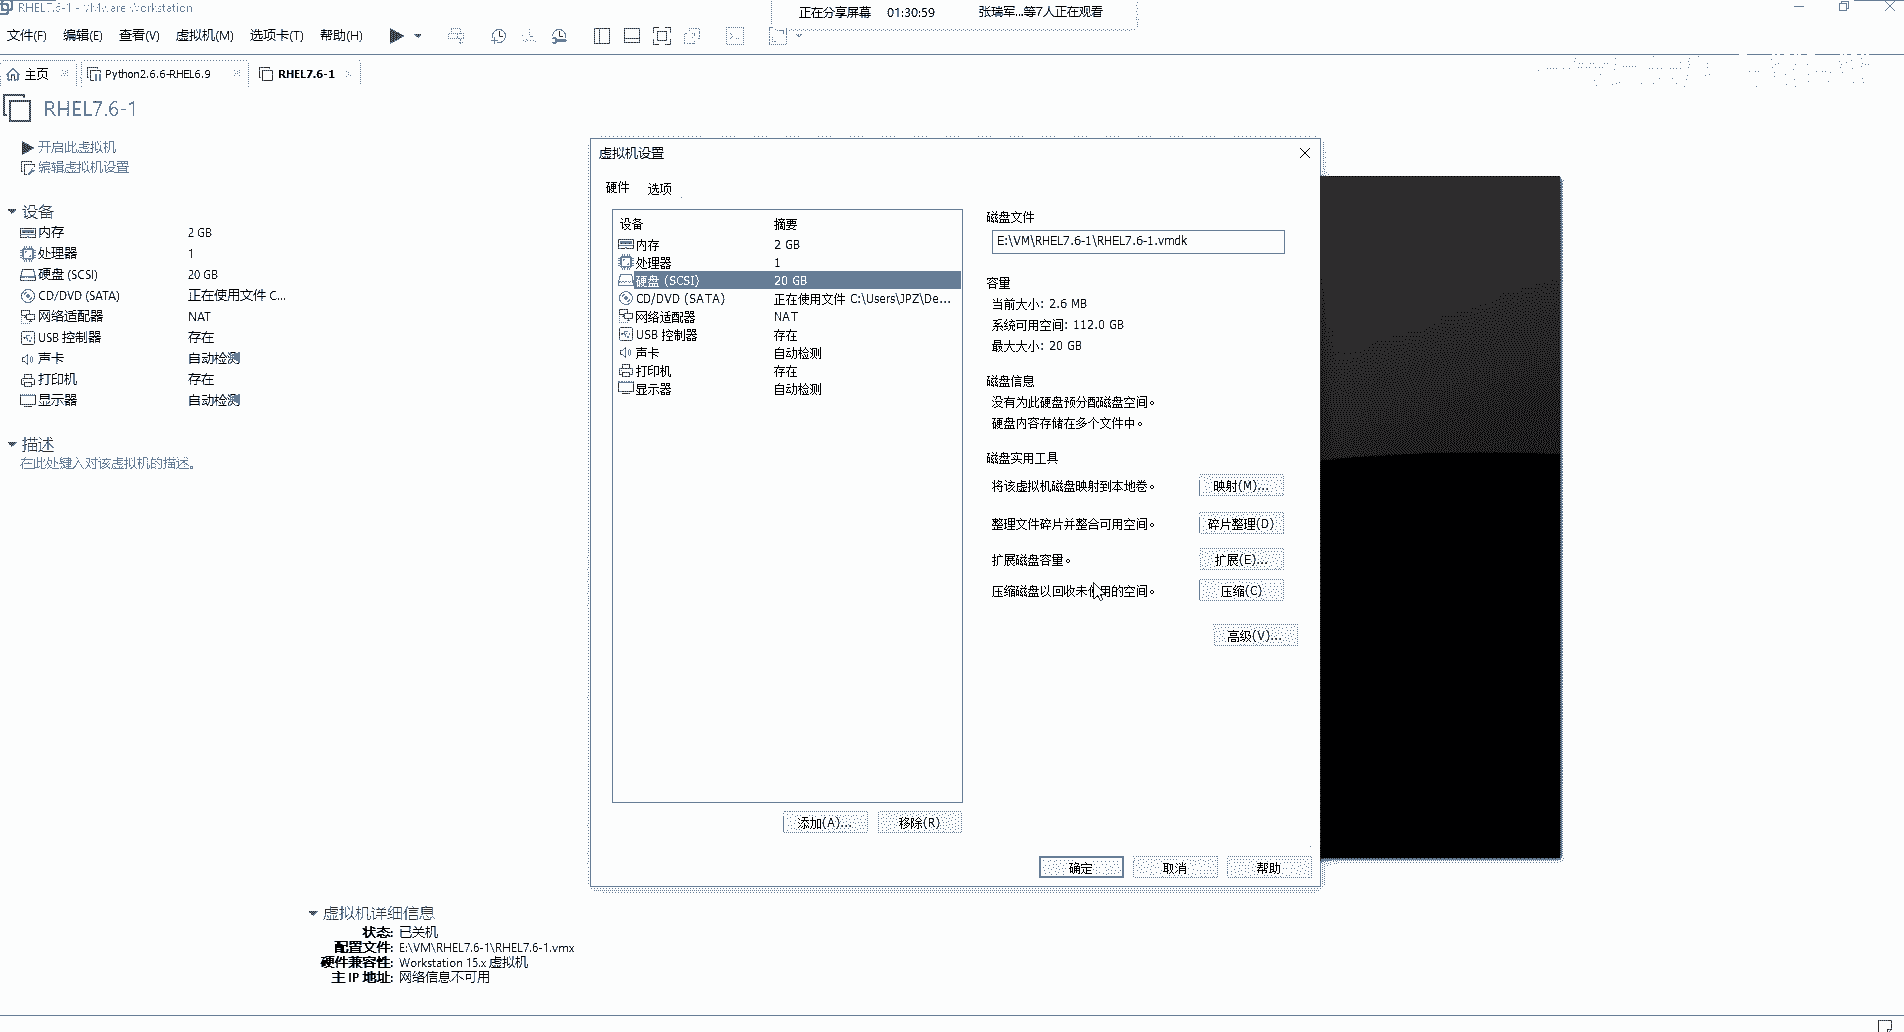 RHEL7.6-1 - VMware Workstation
正在分享屏幕 01:30:59 张瑞军...等7人正在观看
文件(F) 编辑(E) 查看(V) 虚拟机(M) 选项卡(T) 帮助(H)
主页 Python2.6.6-RHEL6.9 RHEL7.6-1
RHEL7.6-1
开启此虚拟机
编辑虚拟机设置
设备
内存 2 GB
处理器 1
硬盘 (SCSI) 20 GB
CD/DVD (SATA) 正在使用文件 C...
网络适配器 NAT
USB 控制器 存在
声卡 自动检测
打印机 存在
显示器 自动检测
描述
在此处键入对该虚拟机的描述。
虚拟机设置
硬件 选项
设备 摘要
内存 2 GB
处理器 1
硬盘 (SCSI) 20 GB
CD/DVD (SATA) 正在使用文件 C:\Users\JPZ\De...
网络适配器 NAT
USB 控制器 存在
声卡 自动检测
打印机 存在
显示器 自动检测
添加(A)... 移除(R)
磁盘文件
E:\VM\RHEL7.6-1\RHEL7.6-1.vmdk
容量
当前大小: 2.6 MB
系统可用空间: 112.0 GB
最大大小: 20 GB
磁盘信息
没有为此硬盘预分配磁盘空间。
硬盘内容存储在多个文件中。
磁盘实用工具
将该虚拟机磁盘映射到本地卷。 映射(M)...
整理文件碎片并整合可用空间。 碎片整理(D)
扩展磁盘容量。 扩展(E)...
压缩磁盘以回收未使用的空间。 压缩(C)
高级(V)...
确定 取消 帮助
虚拟机详细信息
状态: 已关机
配置文件: E:\VM\RHEL7.6-1\RHEL7.6-1.vmx
硬件兼容性: Workstation 15.x 虚拟机
主 IP 地址: 网络信息不可用